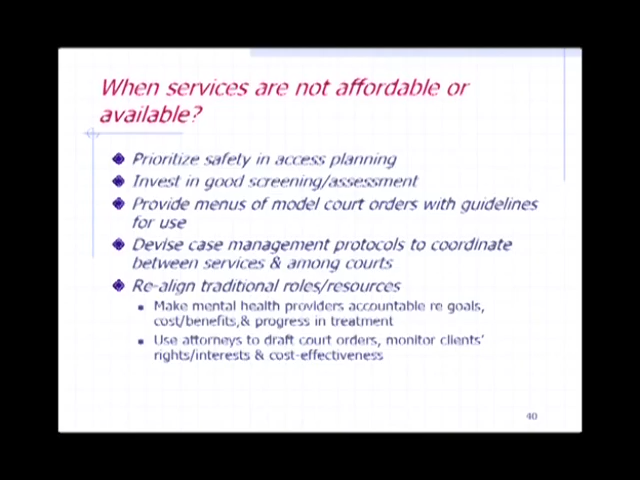 When services are not affordable or
available?
Prioritize safety in access planning
Invest in good screening/assessment
Provide menus of model court orders with guidelines
for use
Devise case management protocols to coordinate
between services & among courts
Re-align traditional roles/resources
Make mental health providers accountable re goals,
cost/benefits,& progress in treatment
Use attorneys to draft court orders, monitor clients'
rights/interests & cost-effectiveness
40